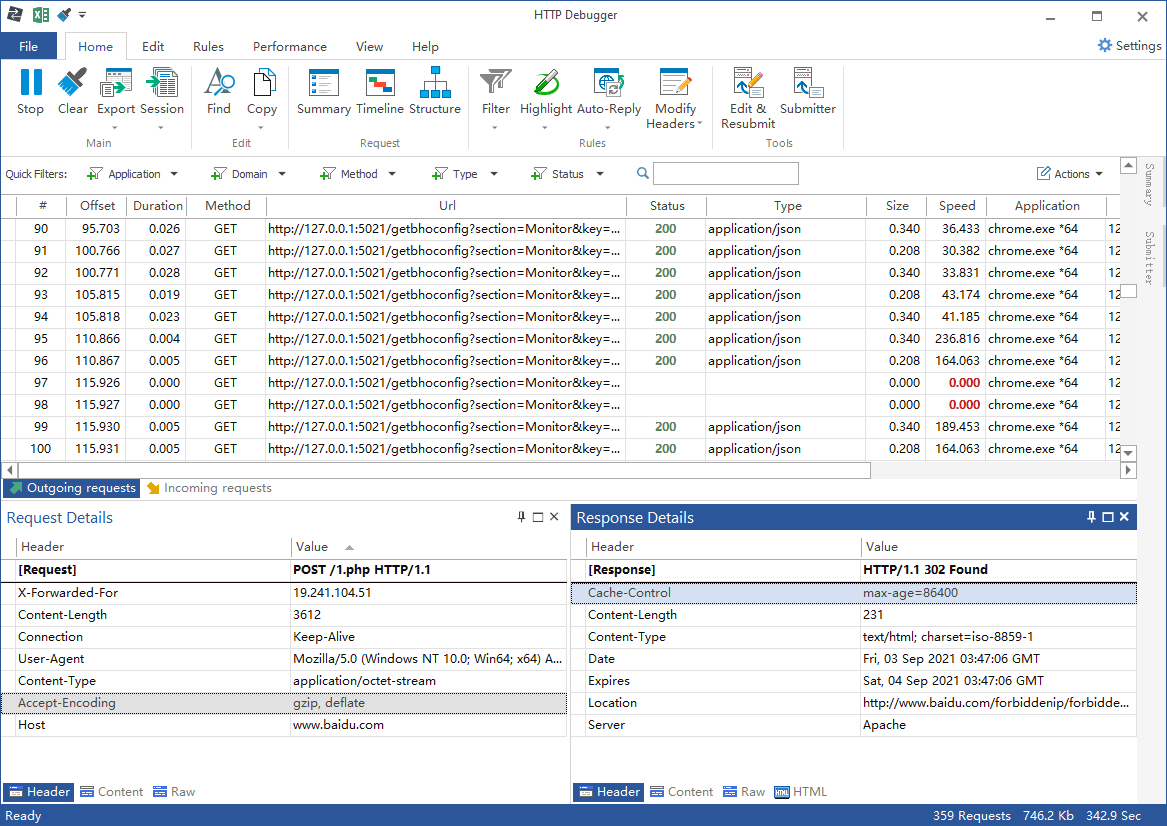 HTTP Debugger
File Home Edit Rules Performance View Help Settings
Stop Clear Export Session Find Copy Summary Timeline Structure Filter Highlight Auto-Reply Modify Headers Edit & Resubmit Submitter
Main Edit Request Rules Tools
Quick Filters: Application Domain Method Type Status Actions
Summary
Submitter
# Offset Duration Method Url Status Type Size Speed Application
90 95.703 0.026 GET http://127.0.0.1:5021/getbhoconfig?section=Monitor&key=... 200 application/json 0.340 36.433 chrome.exe *64 12
91 100.766 0.027 GET http://127.0.0.1:5021/getbhoconfig?section=Monitor&key=... 200 application/json 0.208 30.382 chrome.exe *64 12
92 100.771 0.028 GET http://127.0.0.1:5021/getbhoconfig?section=Monitor&key=... 200 application/json 0.340 33.831 chrome.exe *64 12
93 105.815 0.019 GET http://127.0.0.1:5021/getbhoconfig?section=Monitor&key=... 200 application/json 0.208 43.174 chrome.exe *64 12
94 105.818 0.023 GET http://127.0.0.1:5021/getbhoconfig?section=Monitor&key=... 200 application/json 0.340 41.185 chrome.exe *64 12
95 110.866 0.004 GET http://127.0.0.1:5021/getbhoconfig?section=Monitor&key=... 200 application/json 0.340 236.816 chrome.exe *64 12
96 110.867 0.005 GET http://127.0.0.1:5021/getbhoconfig?section=Monitor&key=... 200 application/json 0.208 164.063 chrome.exe *64 12
97 115.926 0.000 GET http://127.0.0.1:5021/getbhoconfig?section=Monitor&key=... 0.000 0.000 chrome.exe *64 12
98 115.927 0.000 GET http://127.0.0.1:5021/getbhoconfig?section=Monitor&key=... 0.000 0.000 chrome.exe *64 12
99 115.930 0.005 GET http://127.0.0.1:5021/getbhoconfig?section=Monitor&key=... 200 application/json 0.340 189.453 chrome.exe *64 12
100 115.931 0.005 GET http://127.0.0.1:5021/getbhoconfig?section=Monitor&key=... 200 application/json 0.208 164.063 chrome.exe *64 12
Outgoing requests Incoming requests
Request Details
Header Value
[Request] POST /1.php HTTP/1.1
X-Forwarded-For 19.241.104.51
Content-Length 3612
Connection Keep-Alive
User-Agent Mozilla/5.0 (Windows NT 10.0; Win64; x64) A...
Content-Type application/octet-stream
Accept-Encoding gzip, deflate
Host www.baidu.com
Header Content Raw
Response Details
Header Value
[Response] HTTP/1.1 302 Found
Cache-Control max-age=86400
Content-Length 231
Content-Type text/html; charset=iso-8859-1
Date Fri, 03 Sep 2021 03:47:06 GMT
Expires Sat, 04 Sep 2021 03:47:06 GMT
Location http://www.baidu.com/forbiddenip/forbidde...
Server Apache
Header Content Raw HTML
Ready 359 Requests 746.2 Kb 342.9 Sec